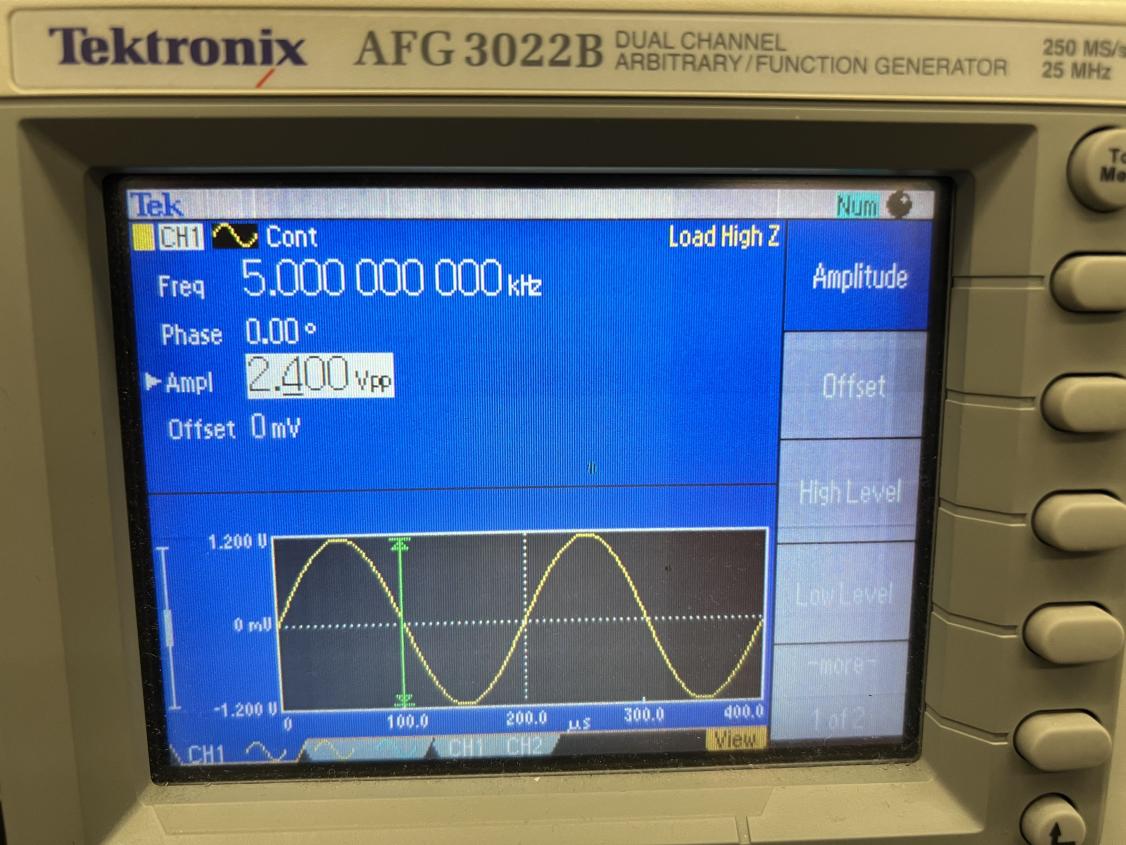 Tektronix AFG 3022B DUAL CHANNEL ARBITRARY/FUNCTION GENERATOR
250 MS/s
25 MHz
Tek Num
CH1 Cont Load High Z
Freq 5.000 000 000 kHz
Phase 0.00°
Ampl 2.400 Vpp
Offset 0 mV
Amplitude
Offset
High Level
Low Level
-more-
1 of 2
1.200 V
0 mV
-1.200 V
0 100.0 200.0 µs 300.0 400.0
CH1 CH1 CH2 View